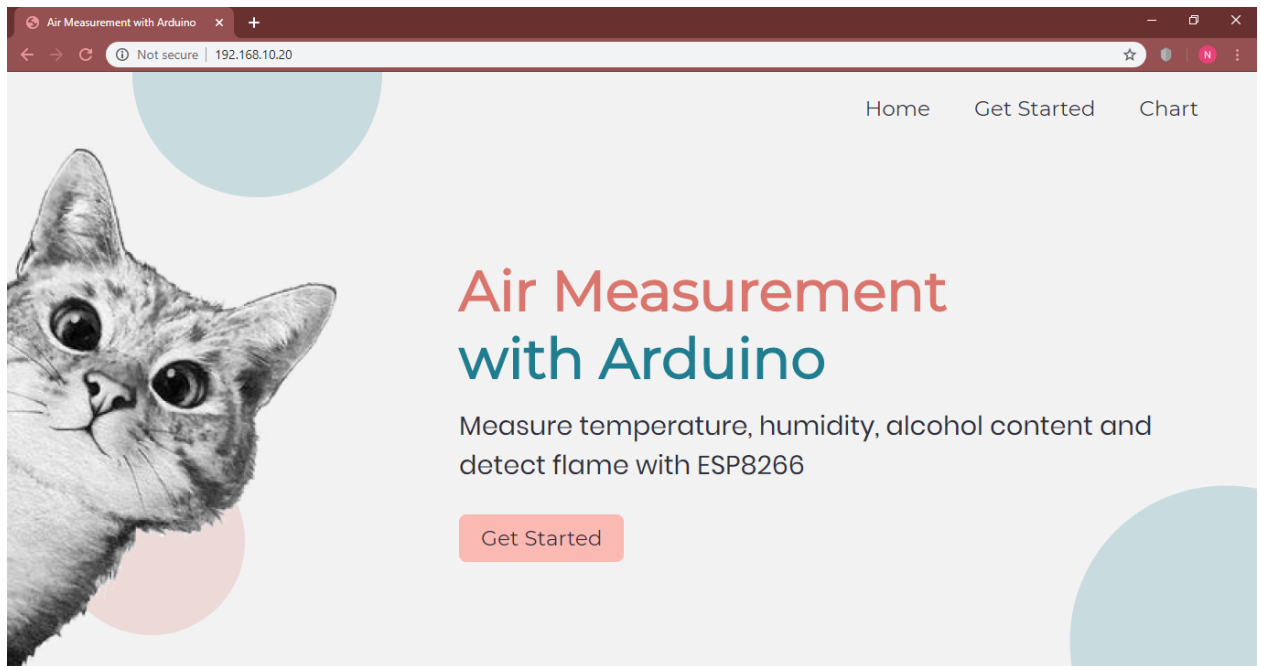 Air Measurement with Arduino
Not secure
192.168.10.20
N
Home
Get Started
Chart
Air Measurement
with Arduino
Measure temperature, humidity, alcohol content and
detect flame with ESP8266
Get Started